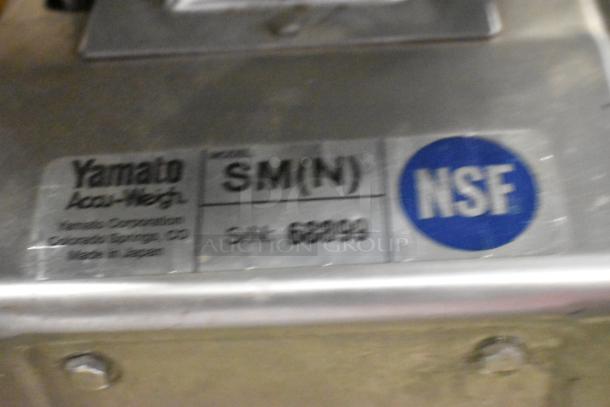 Yamato
Accu-Weigh
Yamato Corporation
Colorado Springs, CO
Made in Japan
MODEL
SM(N)
S/N
NSF
AUCTION GROUP